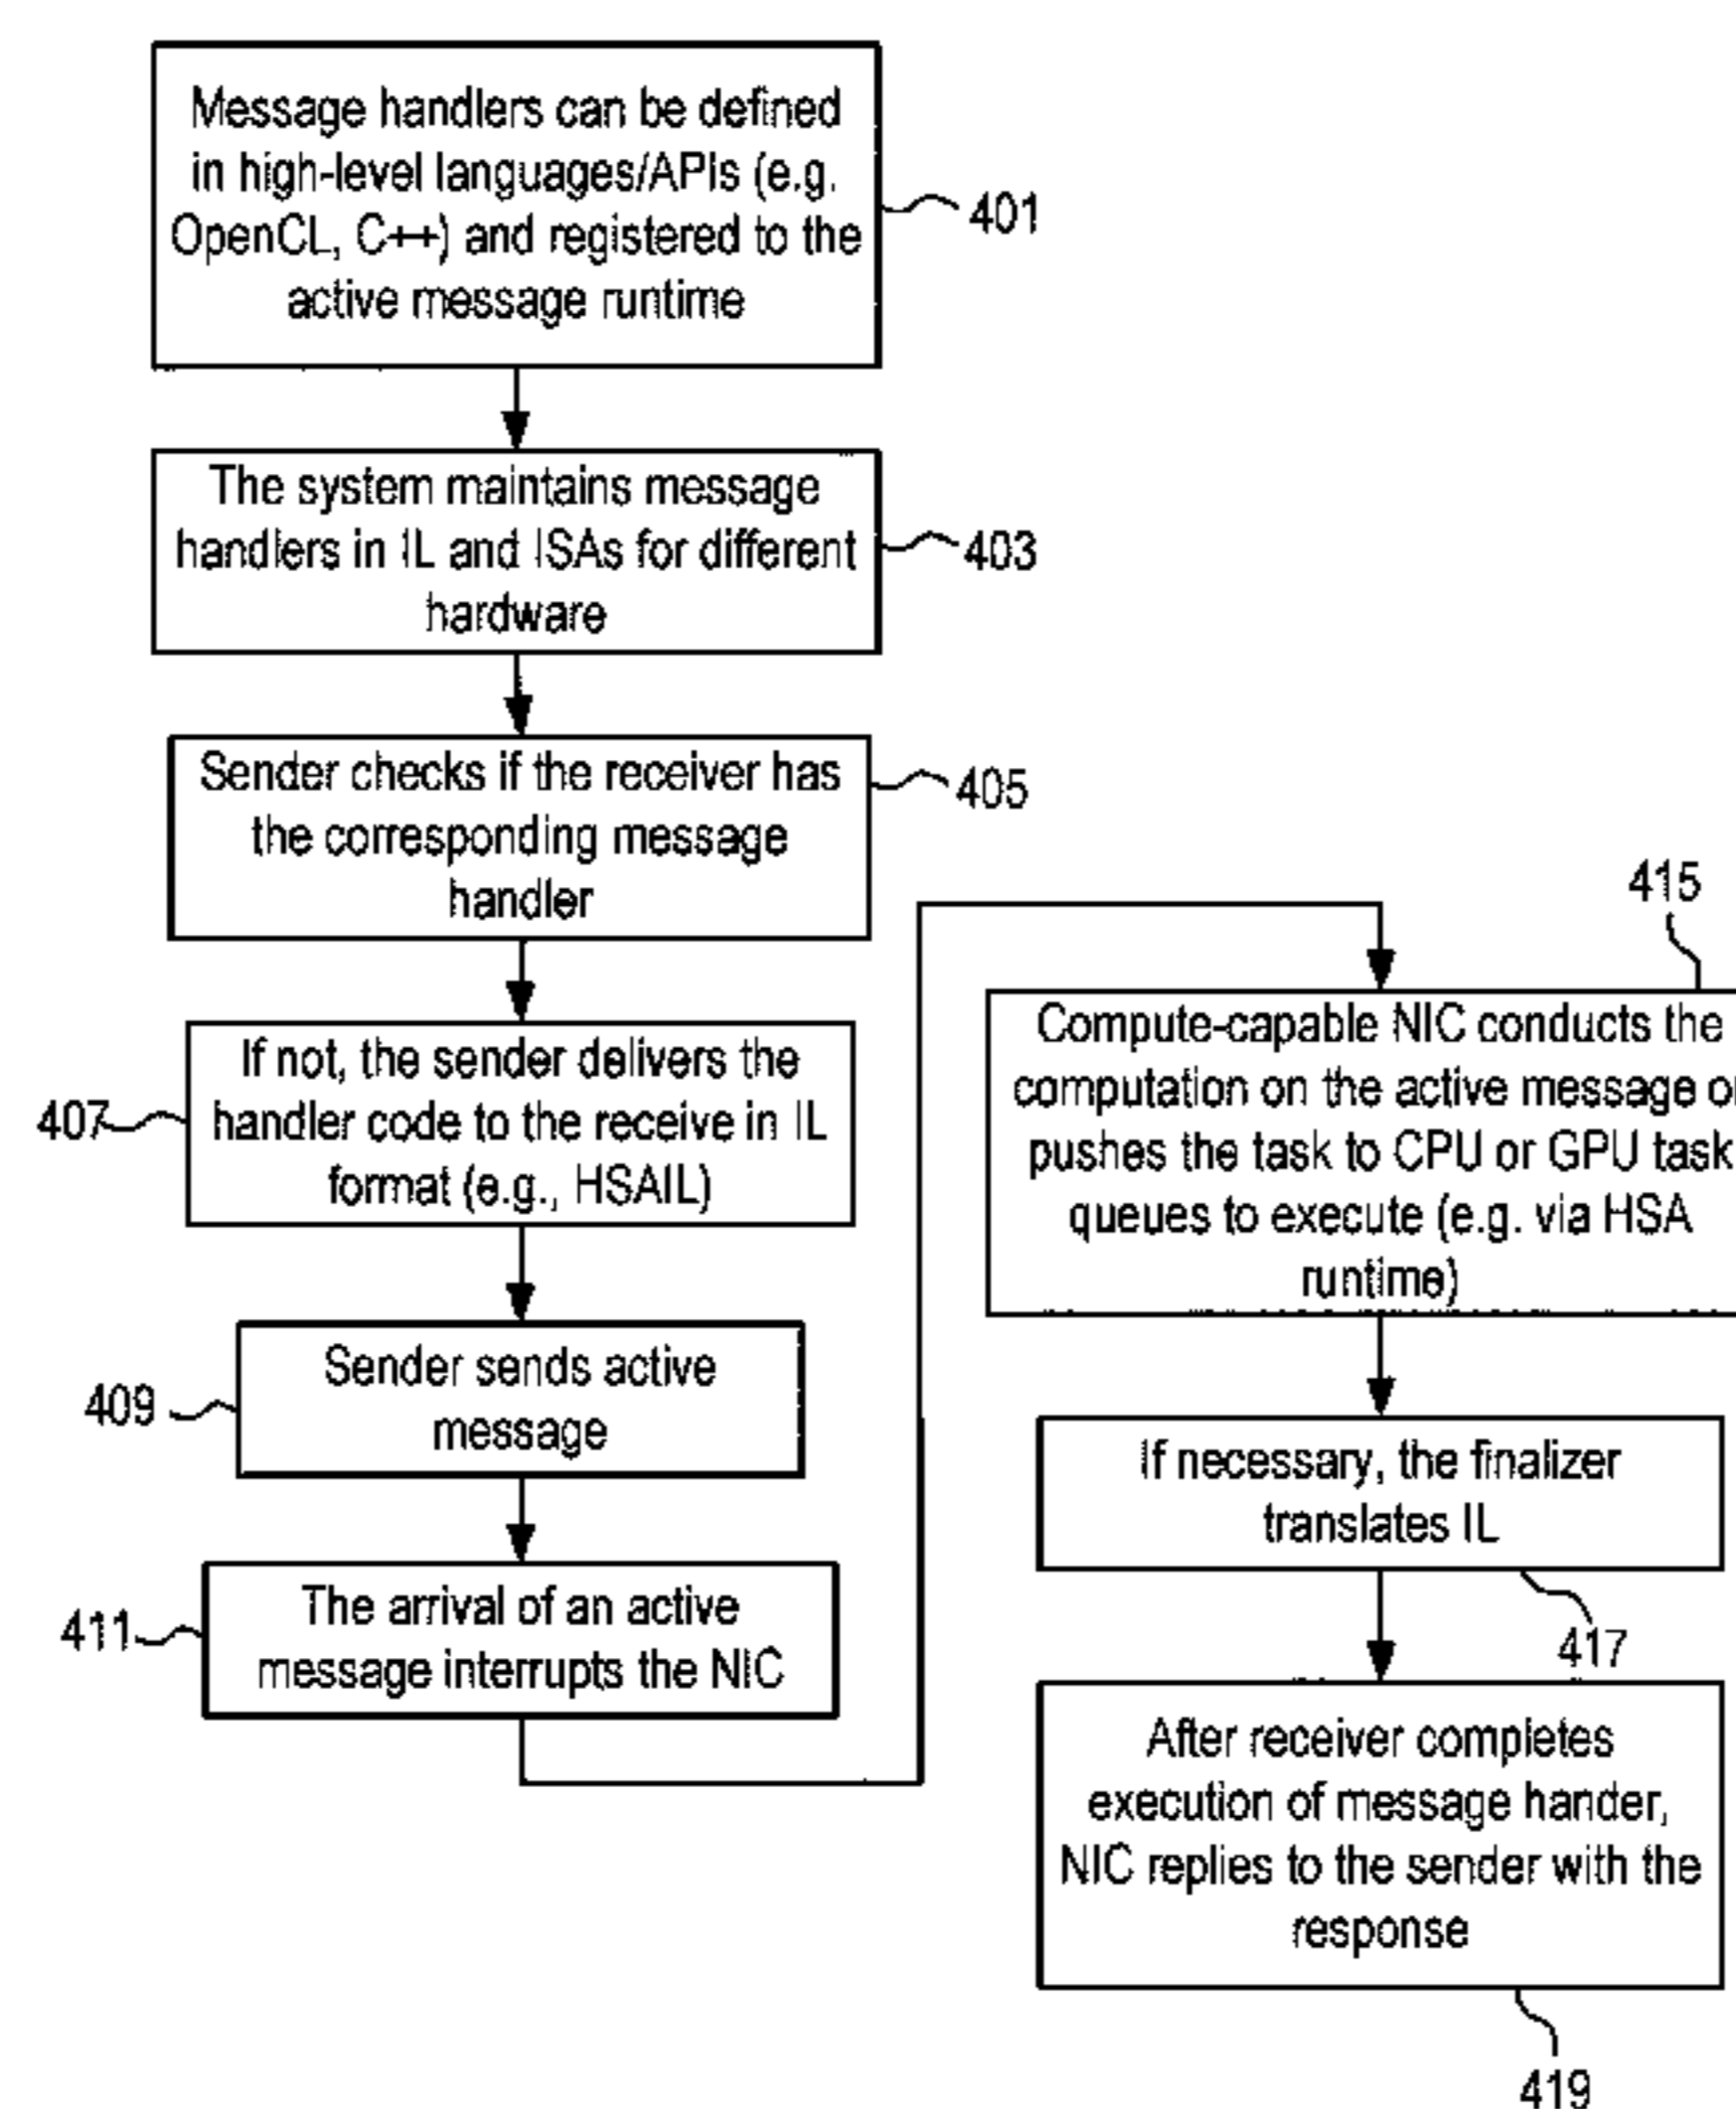 Message handlers can be defined
in high-level languages/APIs (e.g.
OpenCL, C++) and registered to the
active message runtime
401
The system maintains message
handlers in IL and ISAs for different
hardware
403
Sender checks if the receiver has
the corresponding message
handler
405
If not, the sender delivers the
handler code to the receive in IL
format (e.g., HSAIL)
407
Sender sends active
message
409
The arrival of an active
message interrupts the NIC
411
415
Compute-capable NIC conducts the
computation on the active message or
pushes the task to CPU or GPU task
queues to execute (e.g. via HSA
runtime)
If necessary, the finalizer
translates IL
417
After receiver completes
execution of message hander,
NIC replies to the sender with the
response
419